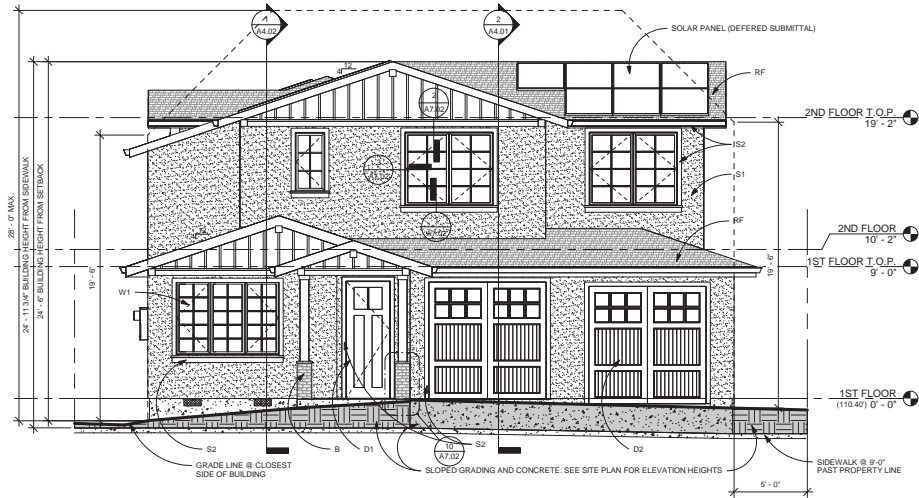 1
A4.02
2
A4.01
SOLAR PANEL (DEFERED SUBMITTAL)
12
4
RF
2
A7.02
2ND FLOOR T.O.P.
19' - 2"
IS2
S1
28' 0" MAX.
24' - 11 3/4" BUILDING HEIGHT FROM SIDEWALK
24' - 6" BUILDING HEIGHT FROM SETBACK
19' - 6"
12
4
RF
2ND FLOOR
10' - 2"
1ST FLOOR T.O.P.
9' - 0"
19' - 6"
W1
1ST FLOOR
(110.40') 0' - 0"
S2
B
D1
S2
D2
10
A7.02
GRADE LINE @ CLOSEST
SIDE OF BUILDING
SLOPED GRADING AND CONCRETE. SEE SITE PLAN FOR ELEVATION HEIGHTS
SIDEWALK @ 9'-0"
PAST PROPERTY LINE
5' - 0"